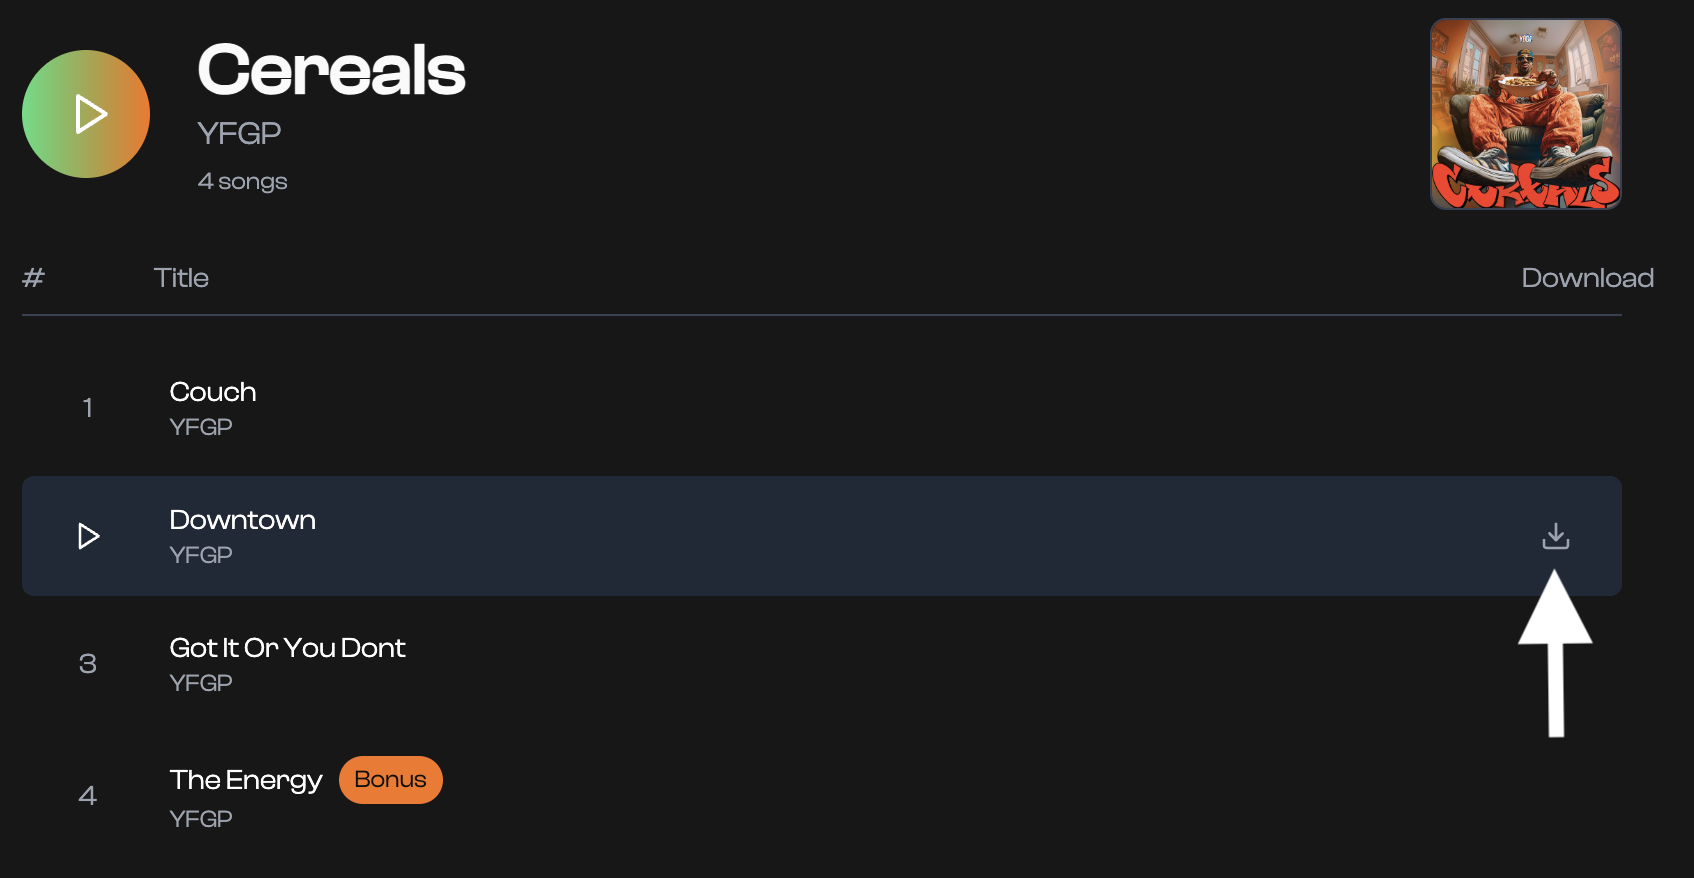 Cereals
YFGP
4 songs
YFGP
CEREALS
# Title Download
1 Couch
YFGP
Downtown
YFGP
3 Got It Or You Dont
YFGP
4 The Energy Bonus
YFGP